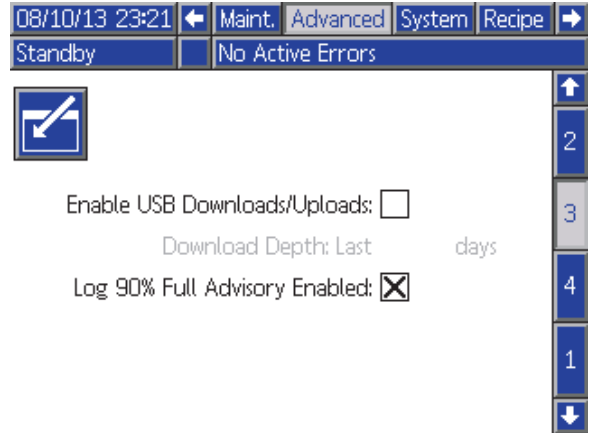 08/10/13 23:21 Maint. Advanced System Recipe
Standby No Active Errors
2
Enable USB Downloads/Uploads:
3
Download Depth: Last days
Log 90% Full Advisory Enabled:
4
1